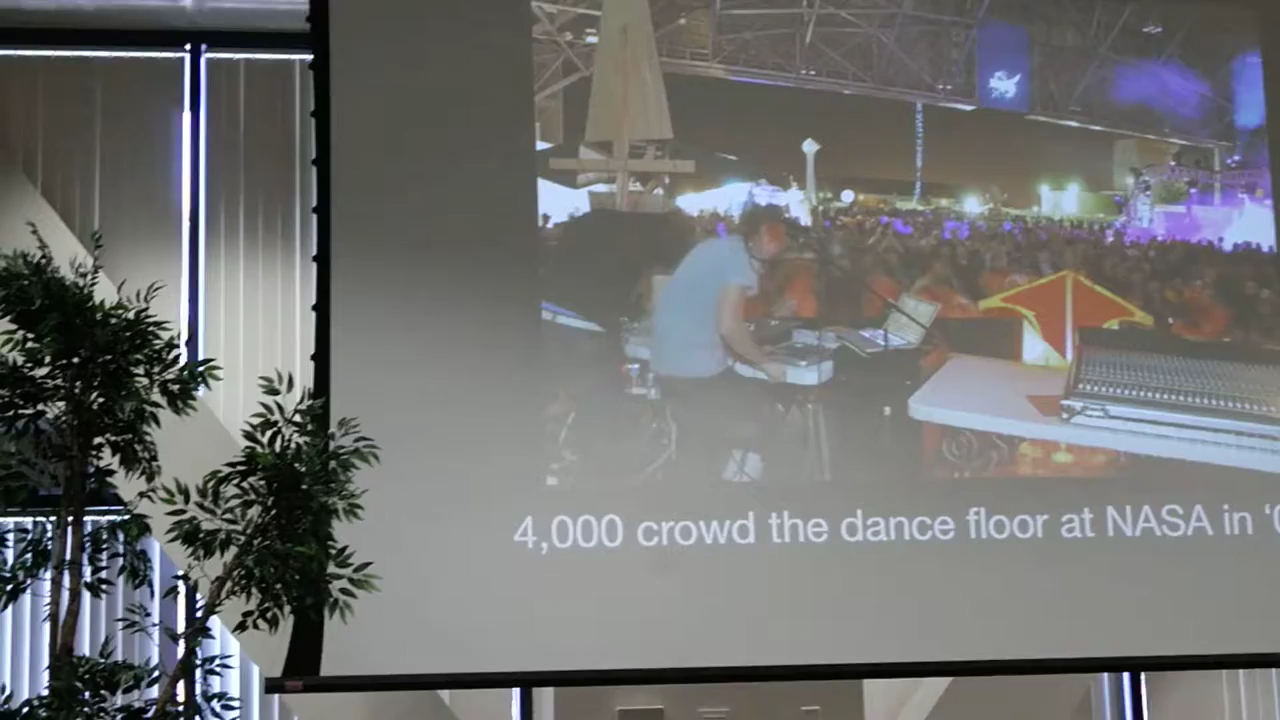 4,000 crowd the dance floor at NASA in ‘